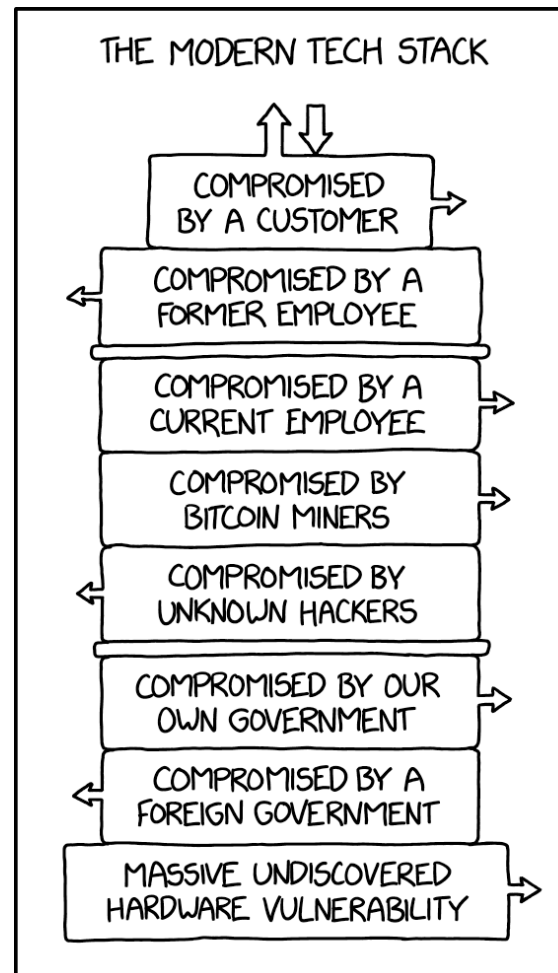 THE MODERN TECH STACK
COMPROMISED
BY A CUSTOMER
COMPROMISED BY A
FORMER EMPLOYEE
COMPROMISED BY A
CURRENT EMPLOYEE
COMPROMISED BY
BITCOIN MINERS
COMPROMISED BY
UNKNOWN HACKERS
COMPROMISED BY OUR
OWN GOVERNMENT
COMPROMISED BY A
FOREIGN GOVERNMENT
MASSIVE UNDISCOVERED
HARDWARE VULNERABILITY